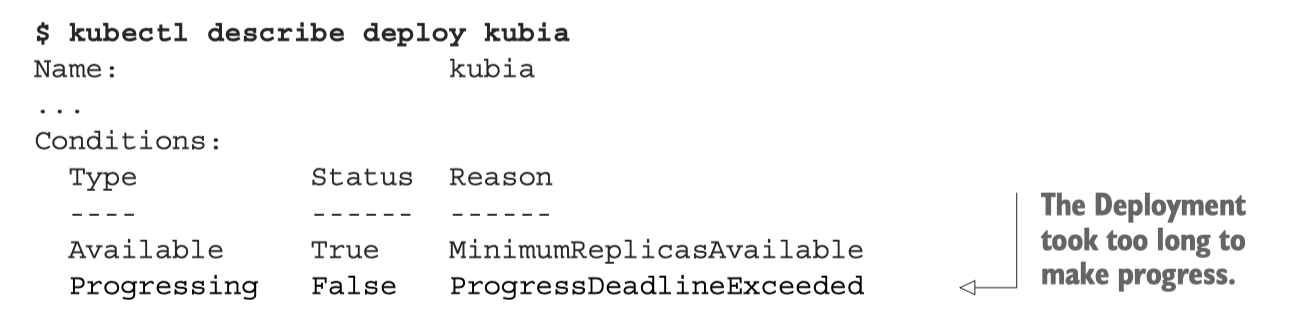 $ kubectl describe deploy kubia
Name:                   kubia
...
Conditions:
  Type          Status  Reason
  ----          ------  ------
  Available     True    MinimumReplicasAvailable
  Progressing   False   ProgressDeadlineExceeded
The Deployment
took too long to
make progress.